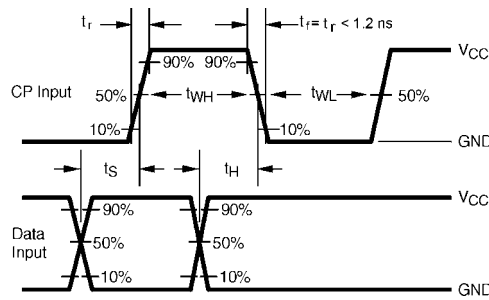 tr
tf = tr < 1.2 ns
VCC
90% 90%
CP Input
50%
tWH
tWL
50%
10%
10%
GND
tS
tH
VCC
90%
90%
Data
Input
50%
50%
10%
10%
GND